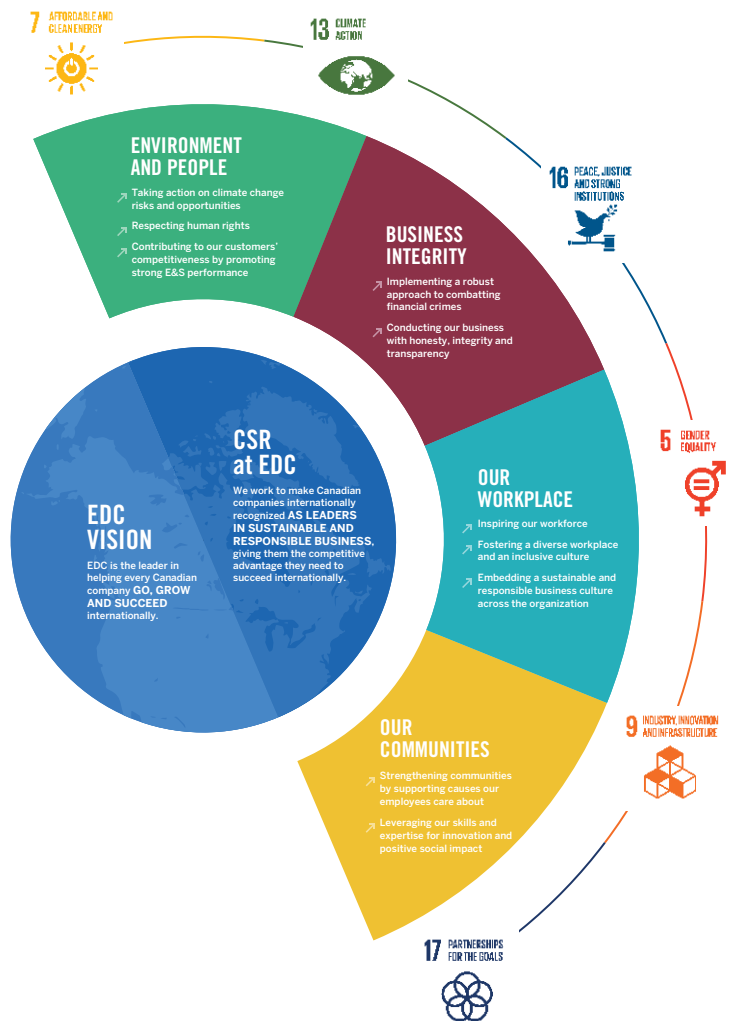 7 AFFORDABLE AND
CLEAN ENERGY
13 CLIMATE
ACTION
ENVIRONMENT
AND PEOPLE
Taking action on climate change
risks and opportunities
Respecting human rights
Contributing to our customers’
competitiveness by promoting
strong E&S performance
16 PEACE, JUSTICE
AND STRONG
INSTITUTIONS
BUSINESS
INTEGRITY
Implementing a robust
approach to combatting
financial crimes
Conducting our business
with honesty, integrity and
transparency
5 GENDER
EQUALITY
CSR
at EDC
We work to make Canadian
companies internationally
recognized AS LEADERS
IN SUSTAINABLE AND
RESPONSIBLE BUSINESS,
giving them the competitive
advantage they need to
succeed internationally.
EDC
VISION
EDC is the leader in
helping every Canadian
company GO, GROW
AND SUCCEED
internationally.
OUR
WORKPLACE
Inspiring our workforce
Fostering a diverse workplace
and an inclusive culture
Embedding a sustainable and
responsible business culture
across the organization
9 INDUSTRY, INNOVATION
AND INFRASTRUCTURE
OUR
COMMUNITIES
Strengthening communities
by supporting causes our
employees care about
Leveraging our skills and
expertise for innovation and
positive social impact
17 PARTNERSHIPS
FOR THE GOALS